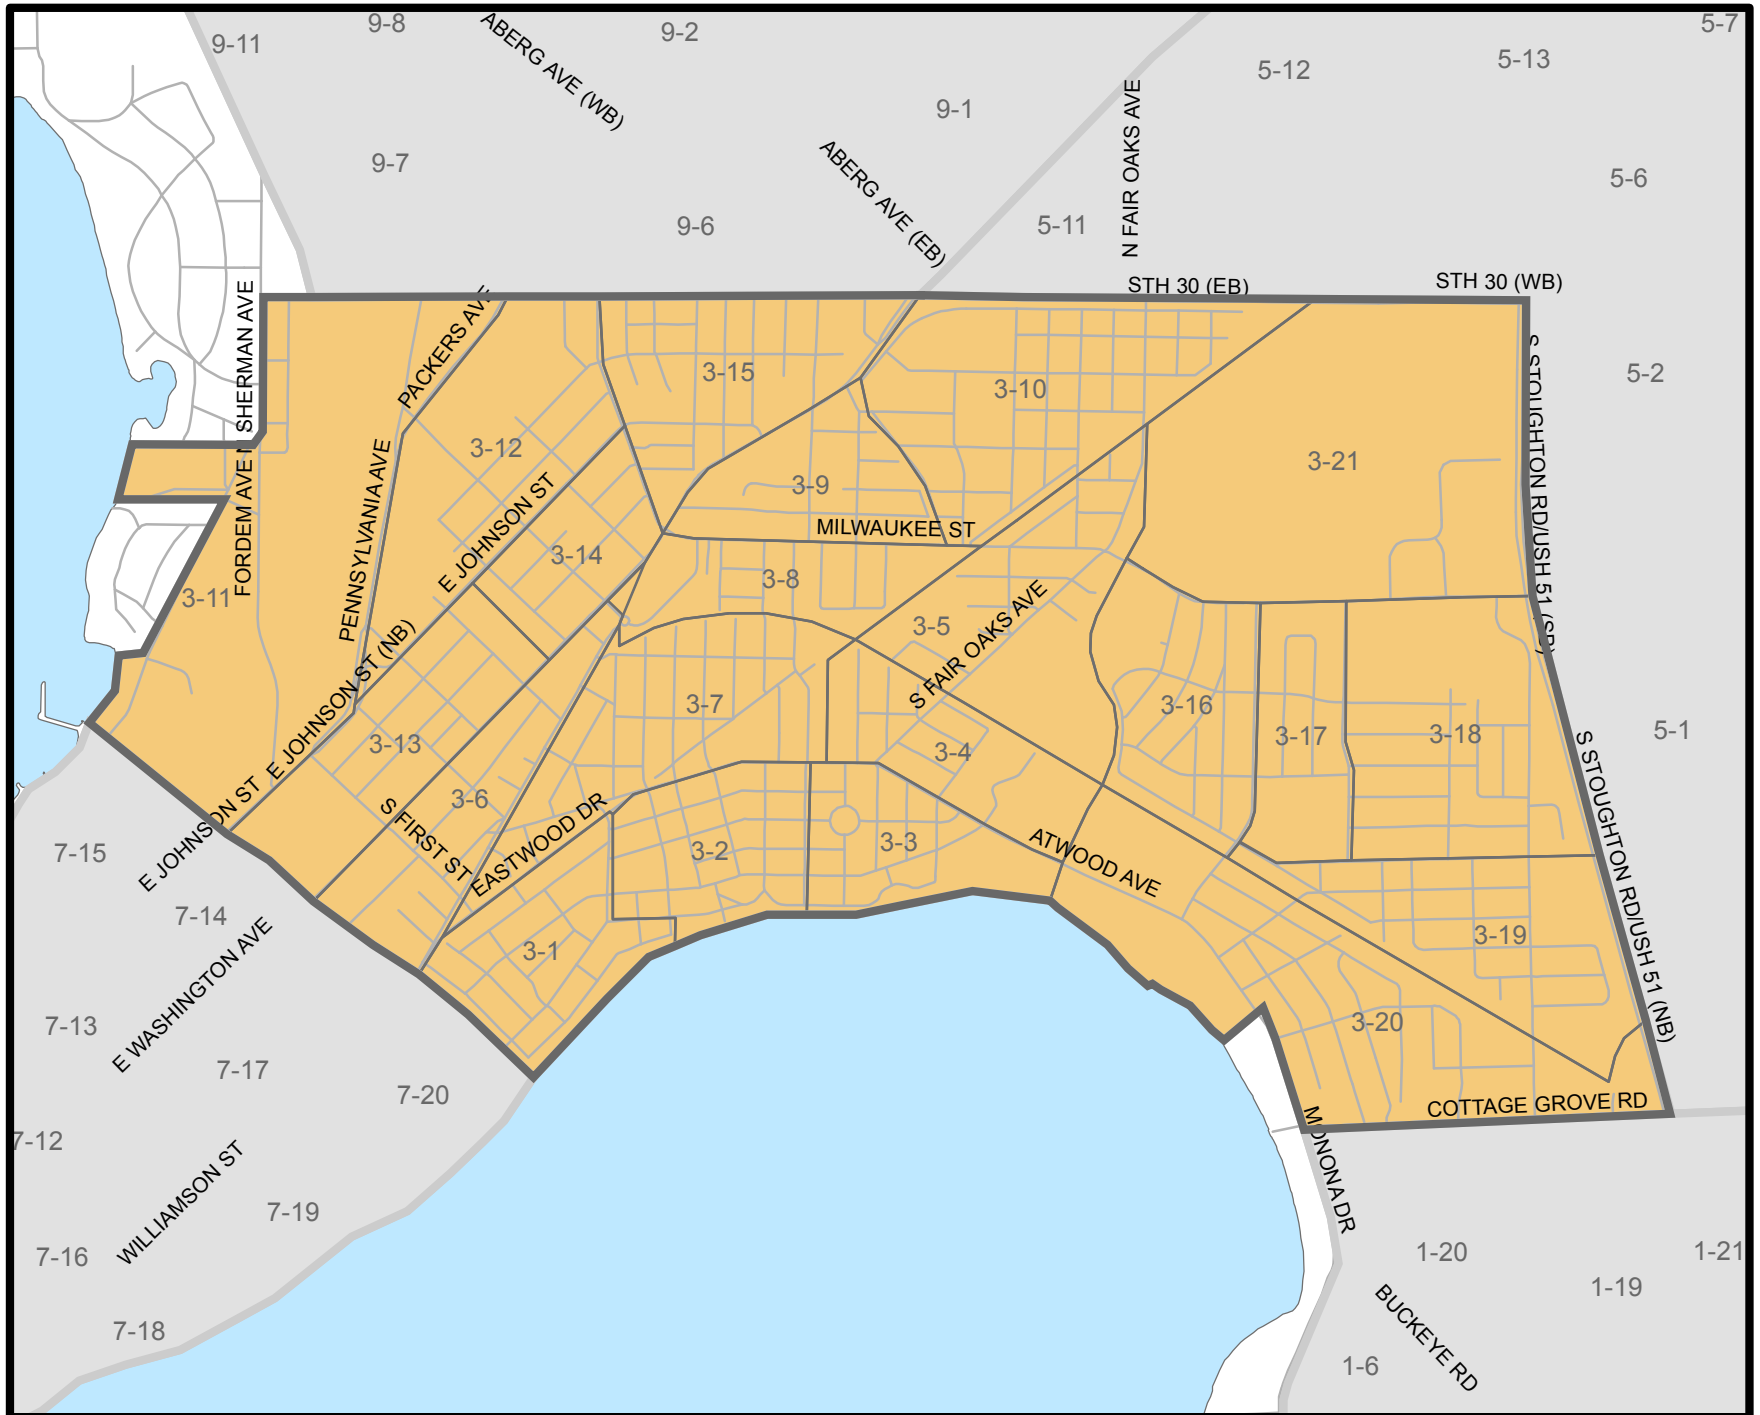 9-8
9-2
5-7
9-11
ABERG AVE (WB)
5-12
5-13
9-1
N FAIR OAKS AVE
9-7
ABERG AVE (EB)
5-6
9-6
5-11
STH 30 (EB)
STH 30 (WB)
N SHERMAN AVE
PACKERS AVE
3-15
3-10
5-2
S STOUGHTON RD/USH 51 (SB)
3-12
3-21
PENNSYLVANIA AVE
E JOHNSON ST
3-9
MILWAUKEE ST
FORDEM AVE
3-14
3-8
3-11
3-5
S FAIR OAKS AVE
E JOHNSON ST (NB)
3-7
3-16
3-17
3-18
5-1
3-13
3-4
S STOUGHTON RD/USH 51 (NB)
E JOHNSON ST
3-6
S FIRST ST
EASTWOOD DR
3-2
3-3
ATWOOD AVE
7-15
7-14
E WASHINGTON AVE
3-1
3-19
7-13
3-20
7-17
7-20
COTTAGE GROVE RD
MONONA DR
7-12
WILLIAMSON ST
7-19
7-16
1-20
1-21
1-19
BUCKEYE RD
7-18
1-6